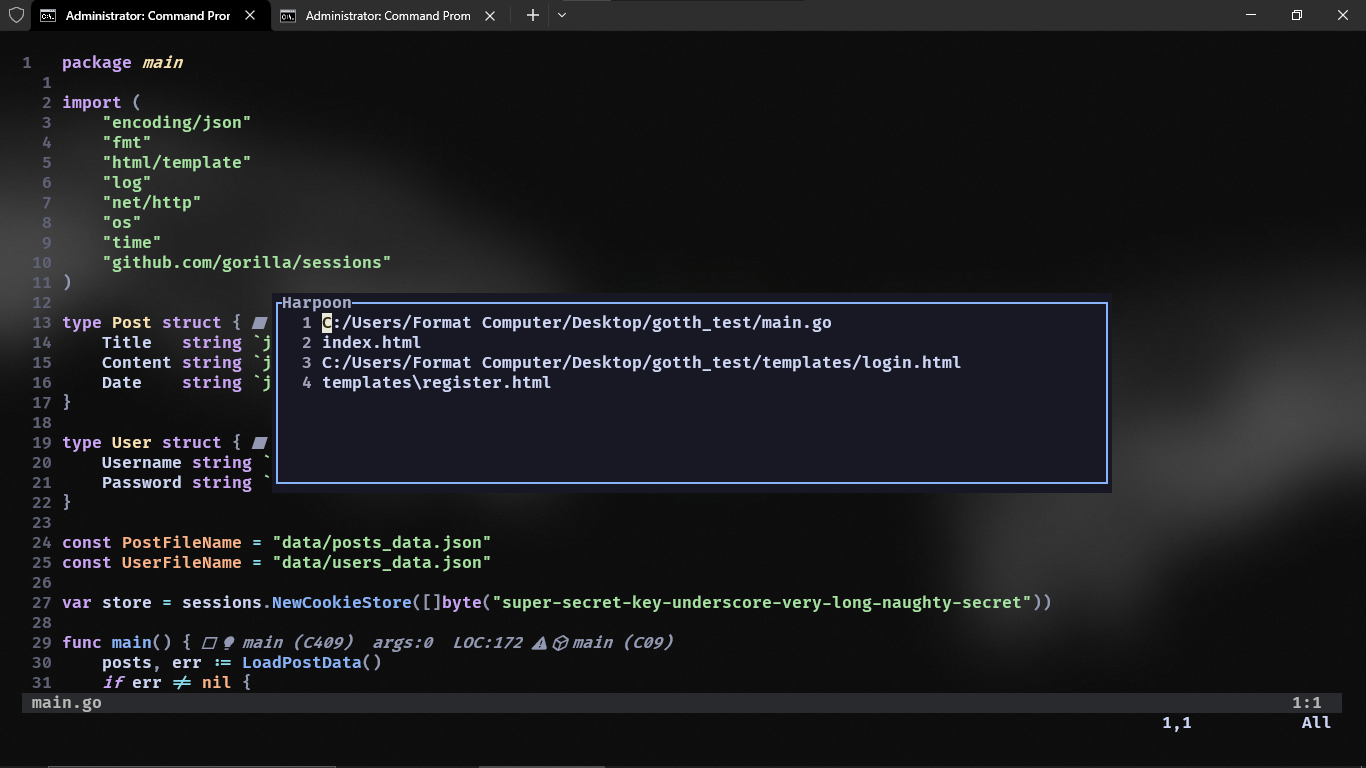 Administrator: Command Pror
Administrator: Command Prom
1 package main
1
2 import (
3 "encoding/json"
4 "fmt"
5 "html/template"
6 "log"
7 "net/http"
8 "os"
9 "time"
10 "github.com/gorilla/sessions"
11 )
12
13 type Post struct {
14 Title string `j
15 Content string `j
16 Date string `j
17 }
18
19 type User struct {
20 Username string `
21 Password string `
22 }
23
24 const PostFileName = "data/posts_data.json"
25 const UserFileName = "data/users_data.json"
26
27 var store = sessions.NewCookieStore([]byte("super-secret-key-underscore-very-long-naughty-secret"))
28
29 func main() { main (C409) args:0 LOC:172 main (C09)
30 posts, err := LoadPostData()
31 if err ≠ nil {
Harpoon
1 C:/Users/Format Computer/Desktop/gotth_test/main.go
2 index.html
3 C:/Users/Format Computer/Desktop/gotth_test/templates/login.html
4 templates\register.html
main.go 1:1
1,1 All